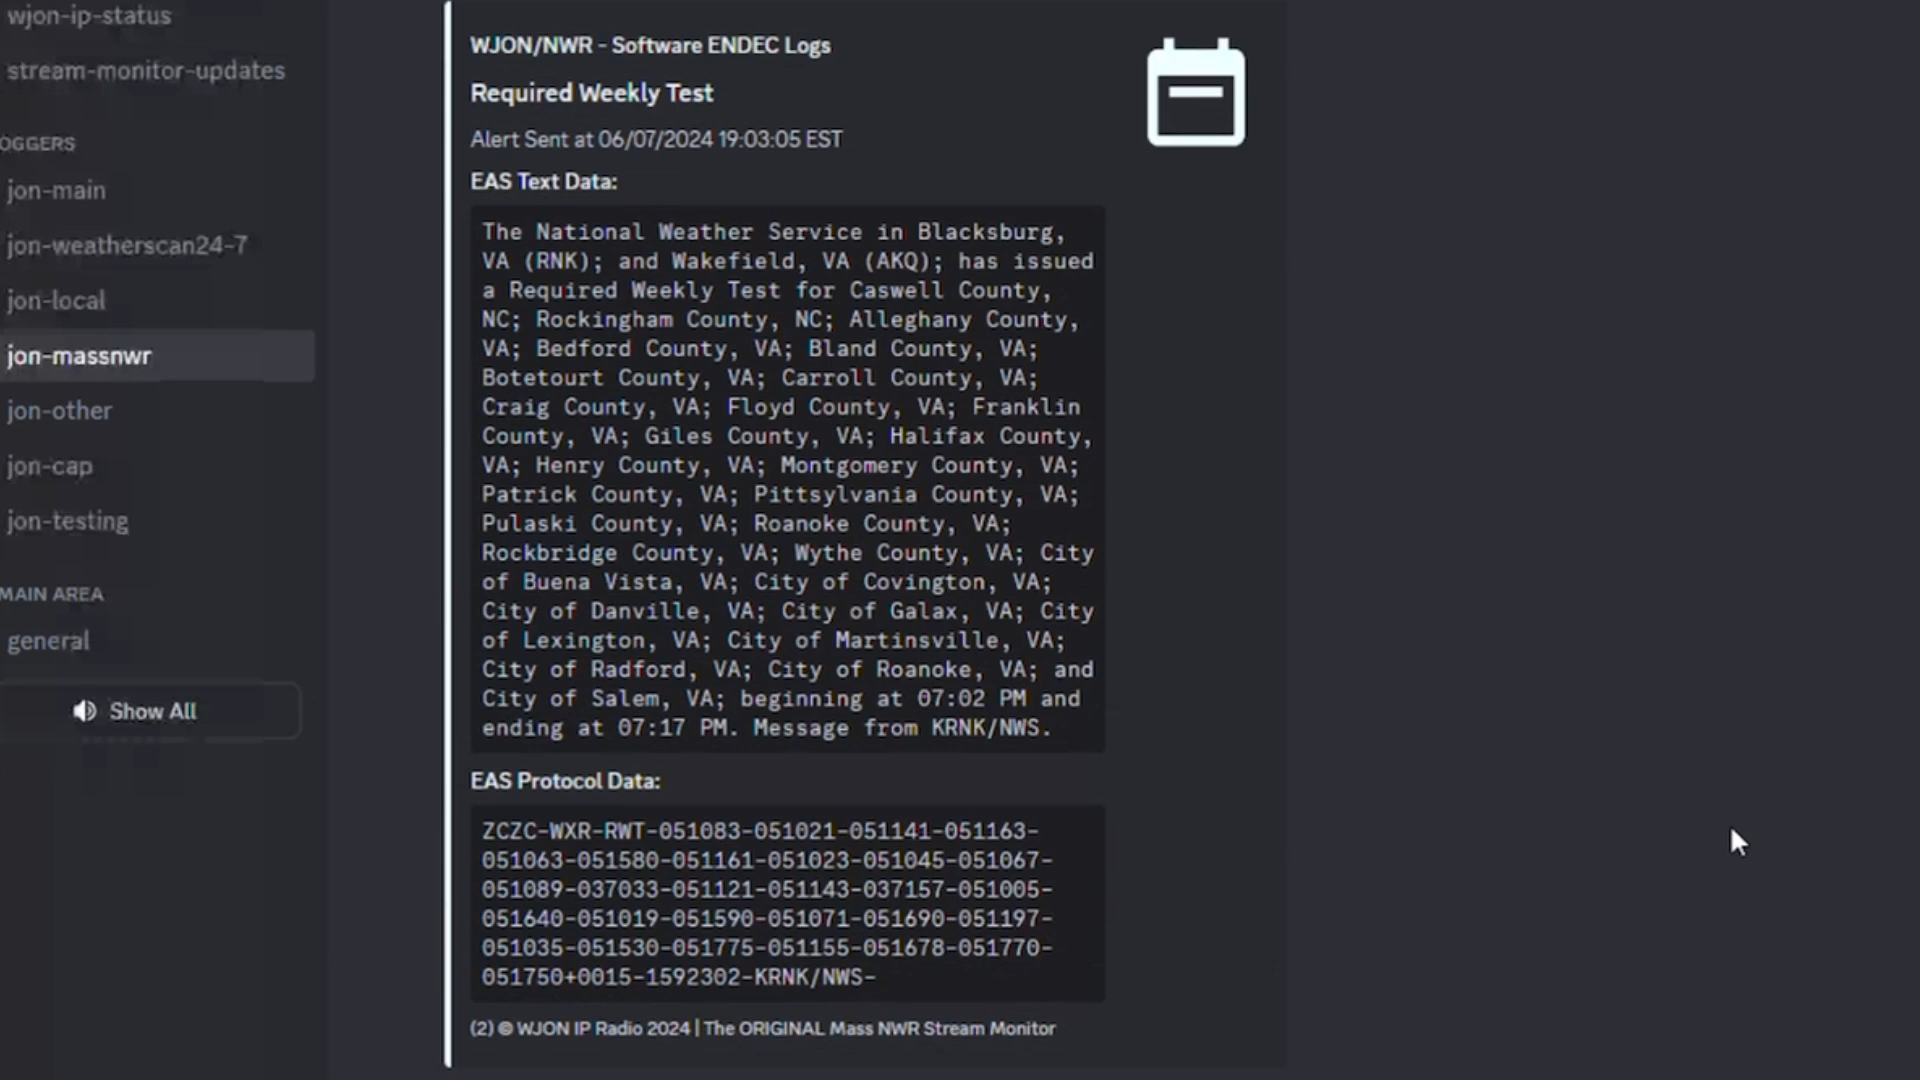 wjon-ip-status
stream-monitor-updates
OGGERS
jon-main
jon-weatherscan24-7
jon-local
jon-massnwr
jon-other
jon-cap
jon-testing
MAIN AREA
general
Show All
WJON/NWR - Software ENDEC Logs
Required Weekly Test
Alert Sent at 06/07/2024 19:03:05 EST
EAS Text Data:
The National Weather Service in Blacksburg,
VA (RNK); and Wakefield, VA (AKQ); has issued
a Required Weekly Test for Caswell County,
NC; Rockingham County, NC; Alleghany County,
VA; Bedford County, VA; Bland County, VA;
Botetourt County, VA; Carroll County, VA;
Craig County, VA; Floyd County, VA; Franklin
County, VA; Giles County, VA; Halifax County,
VA; Henry County, VA; Montgomery County, VA;
Patrick County, VA; Pittsylvania County, VA;
Pulaski County, VA; Roanoke County, VA;
Rockbridge County, VA; Wythe County, VA; City
of Buena Vista, VA; City of Covington, VA;
City of Danville, VA; City of Galax, VA; City
of Lexington, VA; City of Martinsville, VA;
City of Radford, VA; City of Roanoke, VA; and
City of Salem, VA; beginning at 07:02 PM and
ending at 07:17 PM. Message from KRNK/NWS.
EAS Protocol Data:
ZCZC-WXR-RWT-051083-051021-051141-051163-
051063-051580-051161-051023-051045-051067-
051089-037033-051121-051143-037157-051005-
051640-051019-051590-051071-051690-051197-
051035-051530-051775-051155-051678-051770-
051750+0015-1592302-KRNK/NWS-
(2) © WJON IP Radio 2024 | The ORIGINAL Mass NWR Stream Monitor